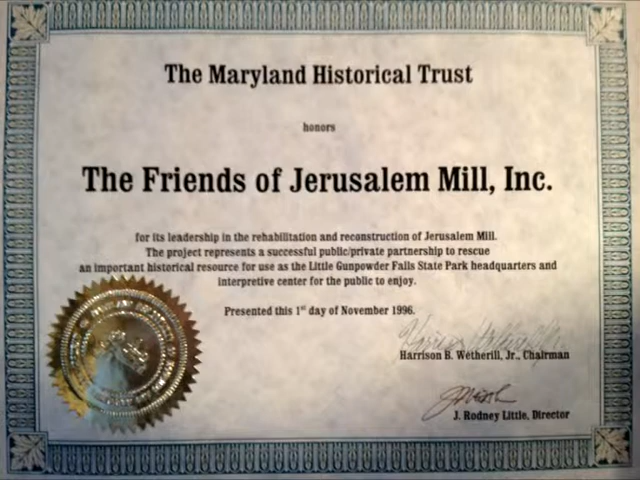 The Maryland Historical Trust
honors
The Friends of Jerusalem Mill, Inc.
for its leadership in the rehabilitation and reconstruction of Jerusalem Mill.
The project represents a successful public/private partnership to rescue
an important historical resource for use as the Little Gunpowder Falls State Park headquarters and
interpretive center for the public to enjoy.
Presented this 1st day of November 1996.
Harrison B. Wetherill, Jr., Chairman
J. Rodney Little, Director